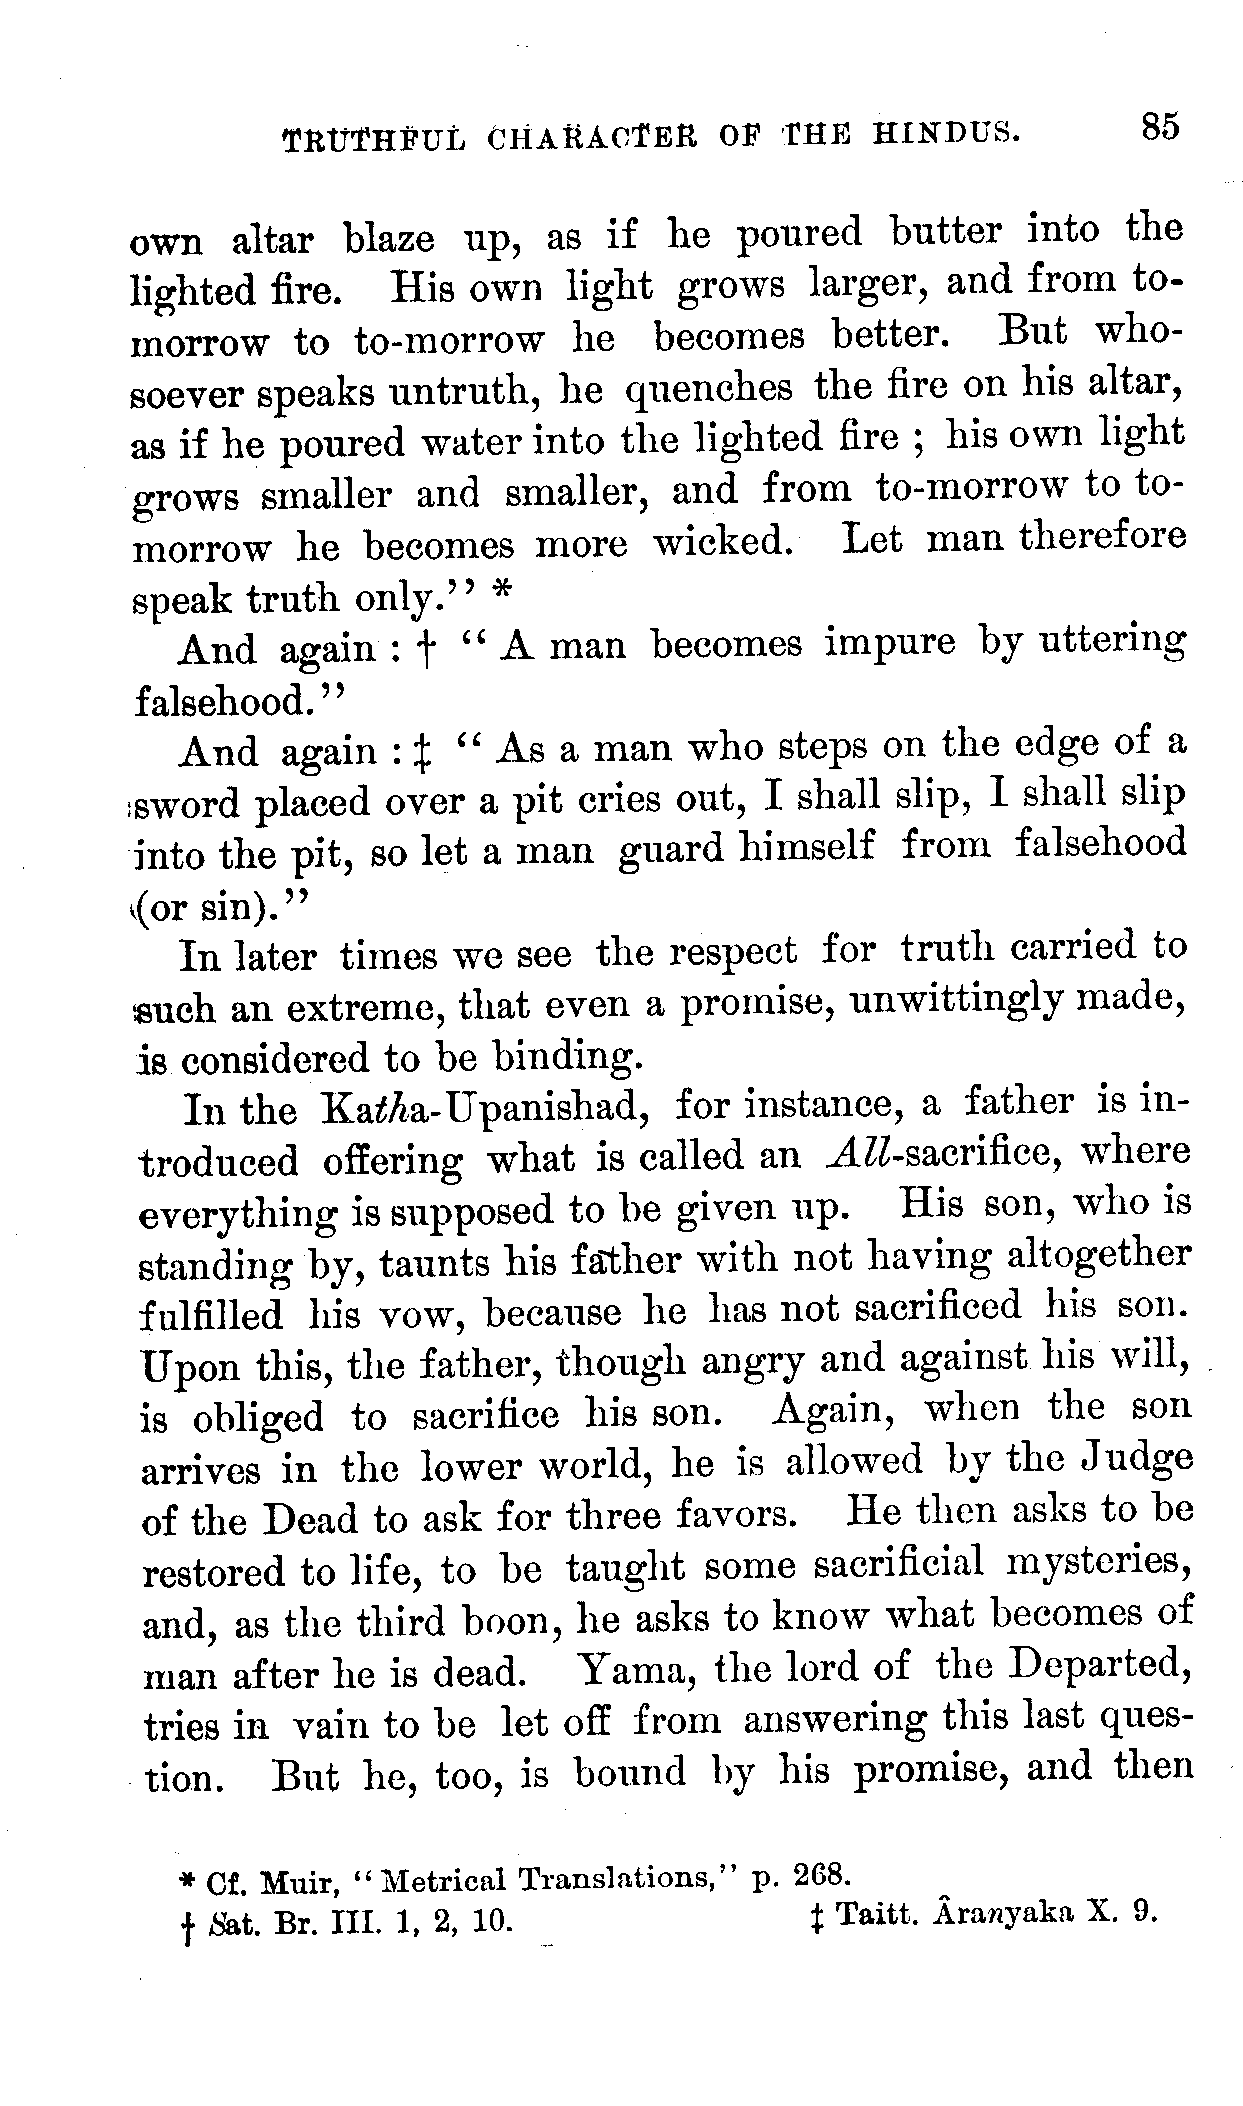 TRUTHFUL CHARACTER OF THE HINDUS. 85
own altar blaze up, as if he poured butter into the
lighted fire. His own light grows larger, and from to-
morrow to to-morrow he becomes better. But who-
soever speaks untruth, he quenches the fire on his altar,
as if he poured water into the lighted fire ; his own light
grows smaller and smaller, and from to-morrow to to-
morrow he becomes more wicked. Let man therefore
speak truth only.” *
And again : † “ A man becomes impure by uttering
falsehood.”
And again : ‡ “ As a man who steps on the edge of a
sword placed over a pit cries out, I shall slip, I shall slip
into the pit, so let a man guard himself from falsehood
(or sin).”
In later times we see the respect for truth carried to
such an extreme, that even a promise, unwittingly made,
is considered to be binding.
In the Katha-Upanishad, for instance, a father is in-
troduced offering what is called an All-sacrifice, where
everything is supposed to be given up. His son, who is
standing by, taunts his father with not having altogether
fulfilled his vow, because he has not sacrificed his son.
Upon this, the father, though angry and against his will,
is obliged to sacrifice his son. Again, when the son
arrives in the lower world, he is allowed by the Judge
of the Dead to ask for three favors. He then asks to be
restored to life, to be taught some sacrificial mysteries,
and, as the third boon, he asks to know what becomes of
man after he is dead. Yama, the lord of the Departed,
tries in vain to be let off from answering this last ques-
tion. But he, too, is bound by his promise, and then
* Cf. Muir, “ Metrical Translations,” p. 268.
† Sat. Br. III. 1, 2, 10. ‡ Taitt. Âranyaka X. 9.